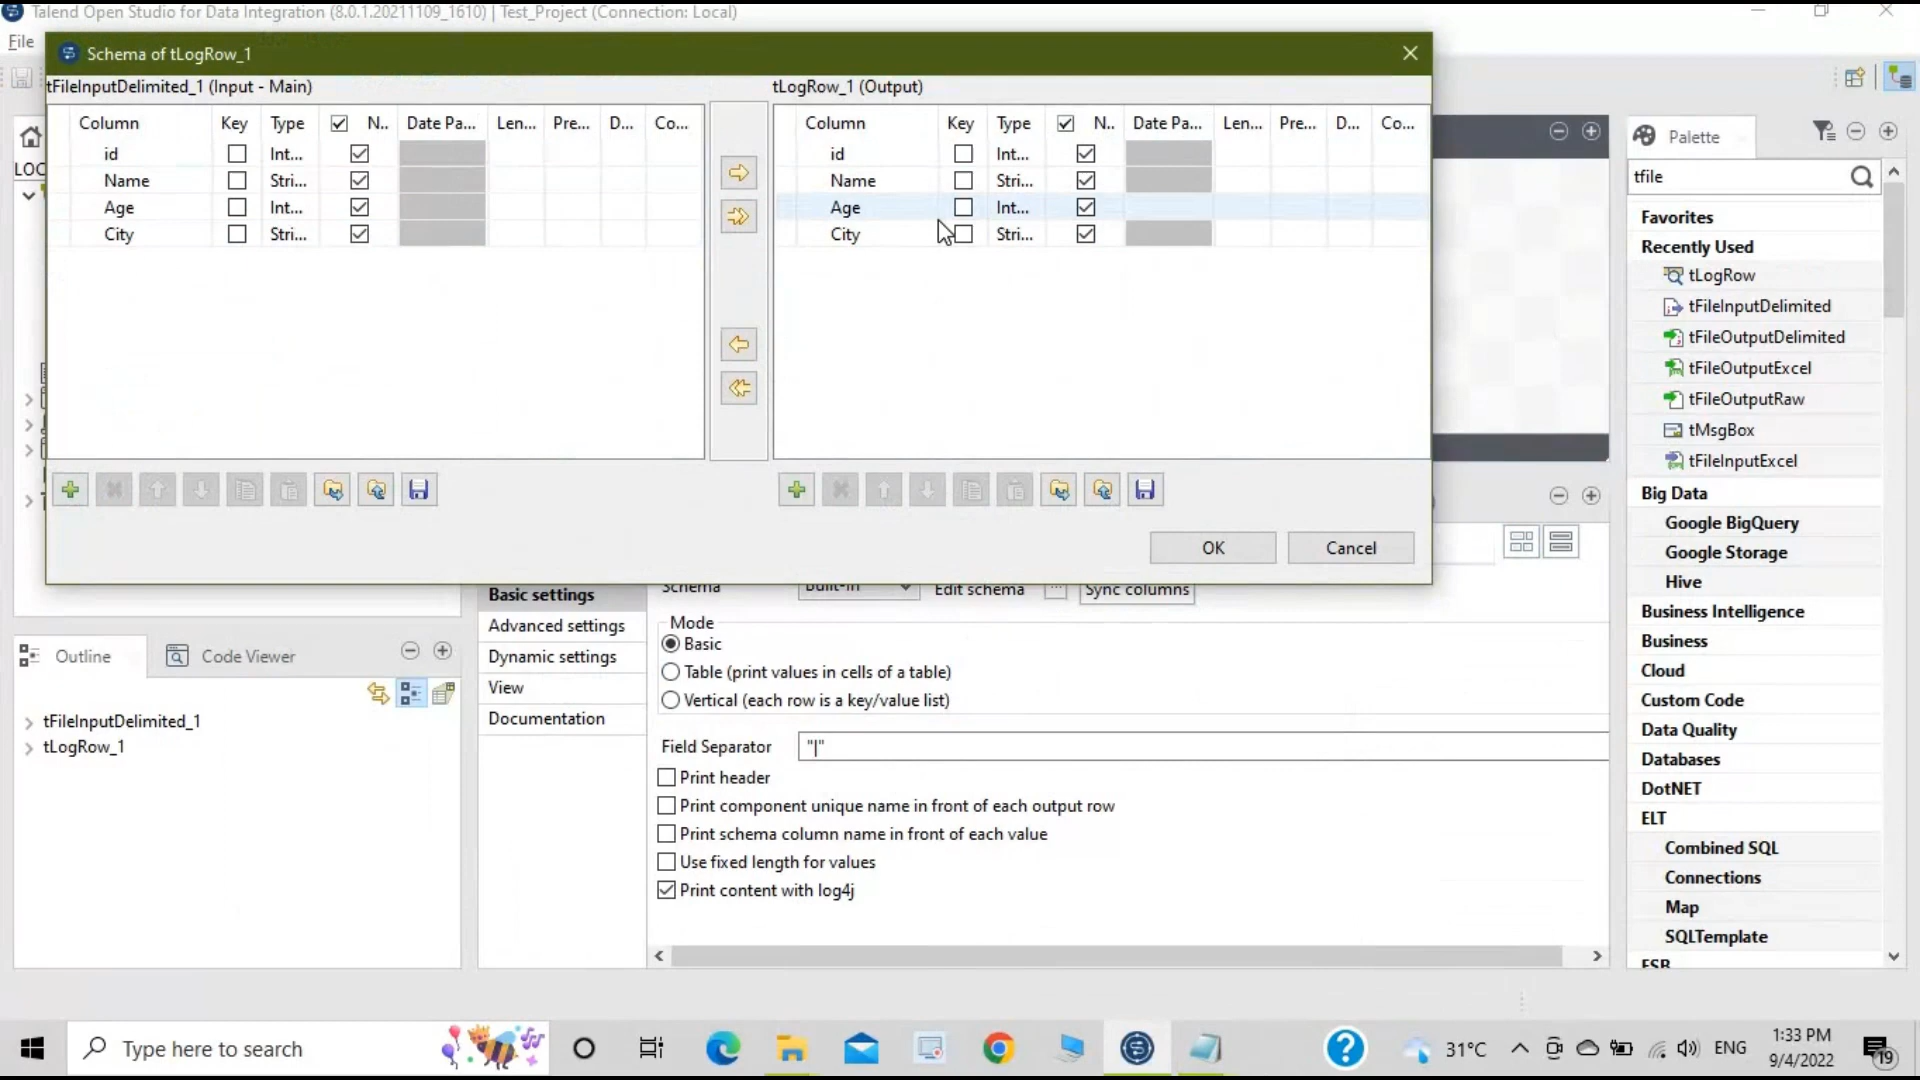 Talend Open Studio for Data Integration (8.0.1.20211109_1610) | Test_Project (Connection: Local)
File
Schema of tLogRow_1
tFileInputDelimited_1 (Input - Main)
tLogRow_1 (Output)
Column Key Type N.. Date Pa... Len... Pre... D... Co...
id Int...
Name Stri...
Age Int...
City Stri...
Column Key Type N.. Date Pa... Len... Pre... D... Co...
id Int...
Name Stri...
Age Int...
City Stri...
OK Cancel
LOC
Palette
tfile
Favorites
Recently Used
tLogRow
tFileInputDelimited
tFileOutputDelimited
tFileOutputExcel
tFileOutputRaw
tMsgBox
tFileInputExcel
Big Data
Google BigQuery
Google Storage
Hive
Business Intelligence
Business
Cloud
Custom Code
Data Quality
Databases
DotNET
ELT
Combined SQL
Connections
Map
SQLTemplate
ESB
Basic settings
Advanced settings
Dynamic settings
View
Documentation
Schema Built-In Edit schema ... Sync columns
Mode
Basic
Table (print values in cells of a table)
Vertical (each row is a key/value list)
Field Separator "|"
Print header
Print component unique name in front of each output row
Print schema column name in front of each value
Use fixed length for values
Print content with log4j
Outline Code Viewer
tFileInputDelimited_1
tLogRow_1
Type here to search
31°C ENG
1:33 PM
9/4/2022
19